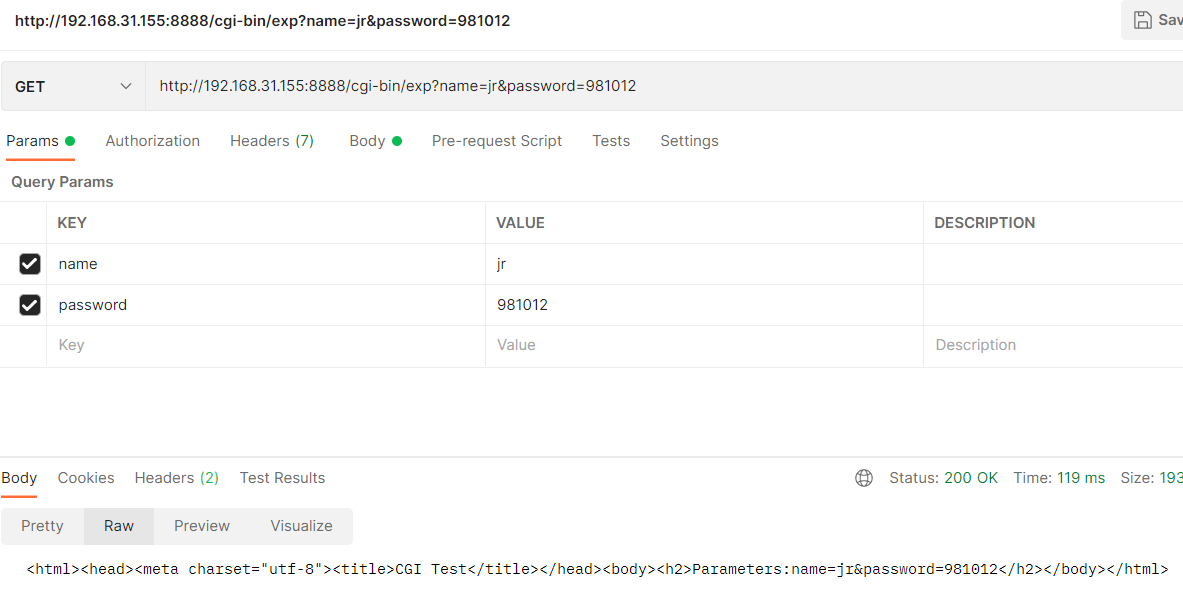 http://192.168.31.155:8888/cgi-bin/exp?name=jr&password=981012
Sav
GET http://192.168.31.155:8888/cgi-bin/exp?name=jr&password=981012
Params Authorization Headers (7) Body Pre-request Script Tests Settings
Query Params
KEY VALUE DESCRIPTION
name jr
password 981012
Key Value Description
Body Cookies Headers (2) Test Results Status: 200 OK Time: 119 ms Size: 193
Pretty Raw Preview Visualize
<html><head><meta charset="utf-8"><title>CGI Test</title></head><body><h2>Parameters:name=jr&password=981012</h2></body></html>